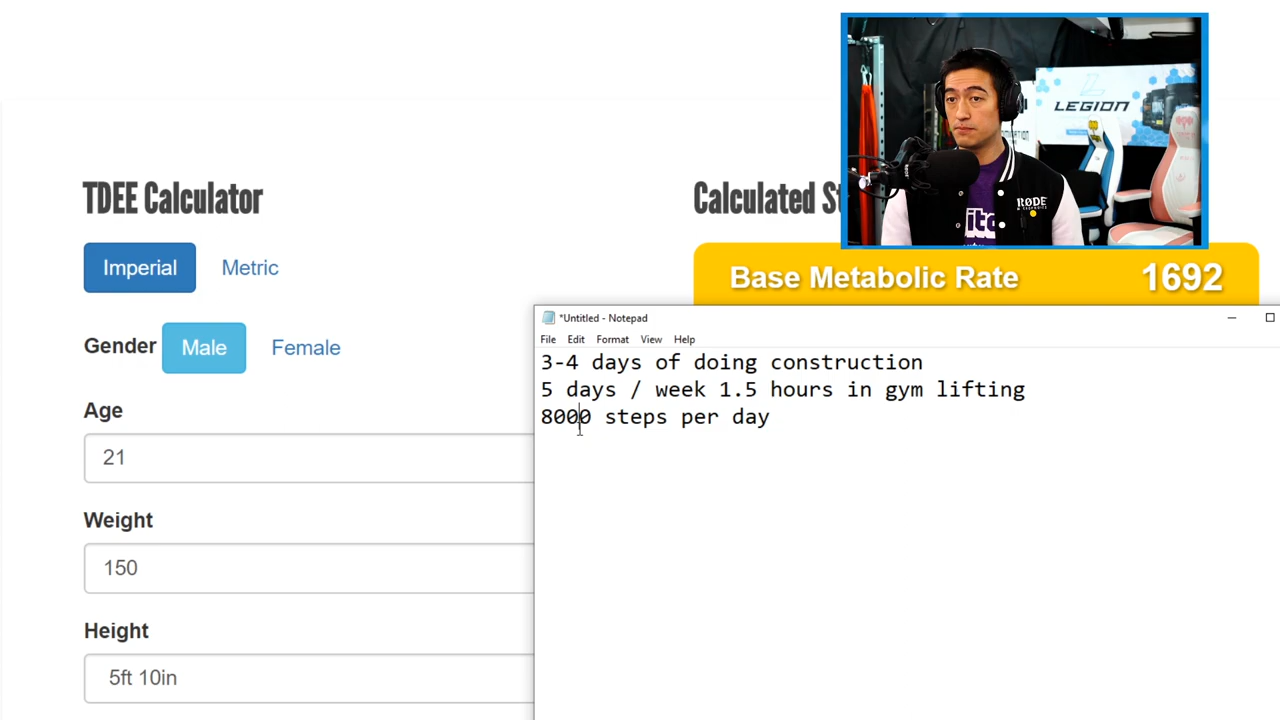 TDEE Calculator
Imperial
Metric
Gender
Male
Female
Age
21
Weight
150
Height
5ft 10in
Calculated St
Base Metabolic Rate
1692
*Untitled - Notepad
File Edit Format View Help
3-4 days of doing construction
5 days / week 1.5 hours in gym lifting
8000 steps per day
LEGION
RØDE